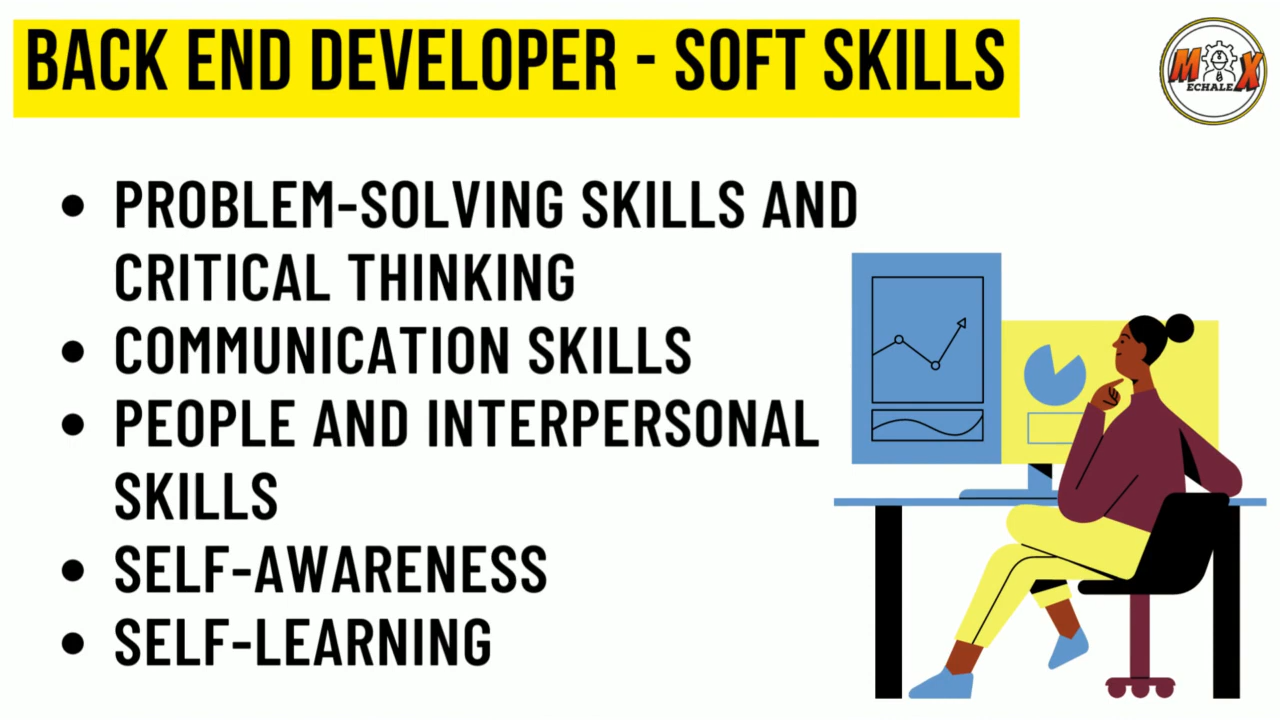 BACK END DEVELOPER - SOFT SKILLS
M X
ECHALE
• PROBLEM-SOLVING SKILLS AND
CRITICAL THINKING
• COMMUNICATION SKILLS
• PEOPLE AND INTERPERSONAL
SKILLS
• SELF-AWARENESS
• SELF-LEARNING